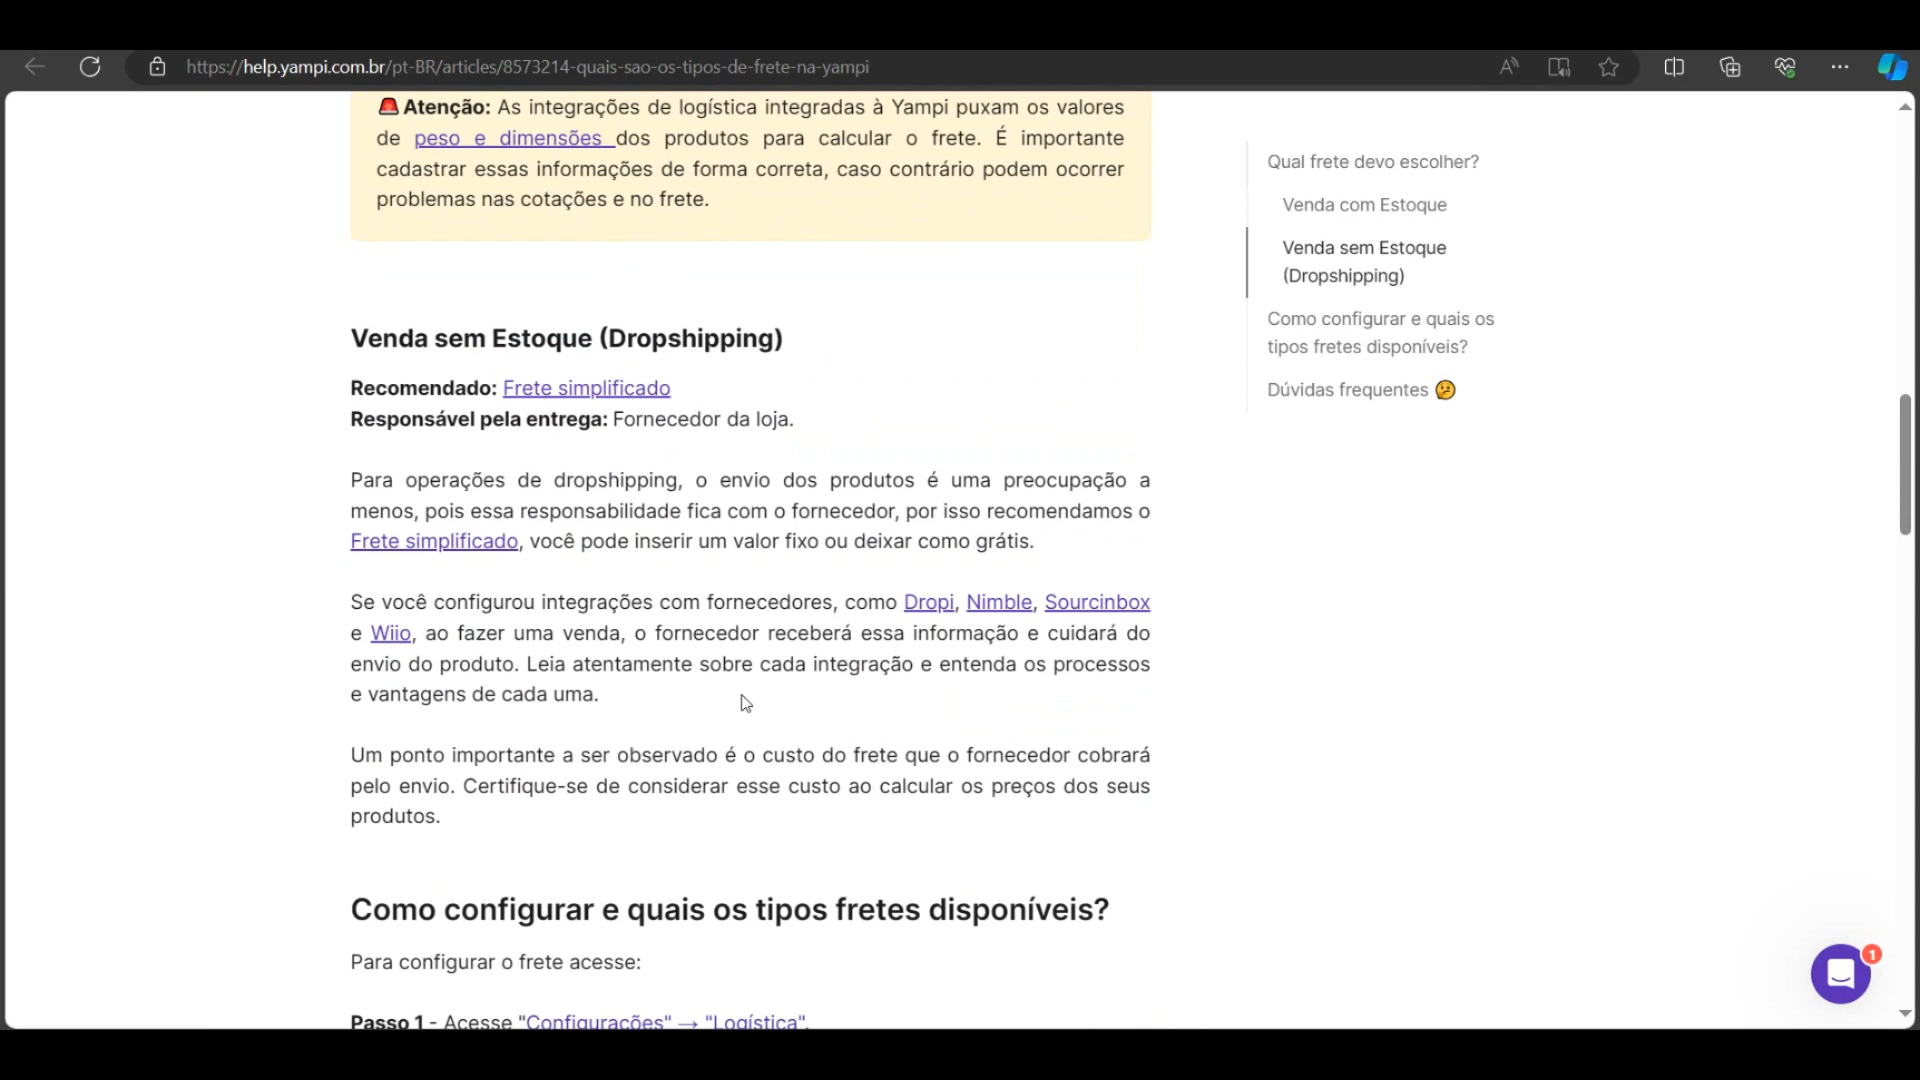 https://help.yampi.com.br/pt-BR/articles/8573214-quais-sao-os-tipos-de-frete-na-yampi
🚨Atenção: As integrações de logística integradas à Yampi puxam os valores
de peso e dimensões dos produtos para calcular o frete. É importante
cadastrar essas informações de forma correta, caso contrário podem ocorrer
problemas nas cotações e no frete.
Venda sem Estoque (Dropshipping)
Recomendado: Frete simplificado
Responsável pela entrega: Fornecedor da loja.
Para operações de dropshipping, o envio dos produtos é uma preocupação a
menos, pois essa responsabilidade fica com o fornecedor, por isso recomendamos o
Frete simplificado, você pode inserir um valor fixo ou deixar como grátis.
Se você configurou integrações com fornecedores, como Dropi, Nimble, Sourcinbox
e Wiio, ao fazer uma venda, o fornecedor receberá essa informação e cuidará do
envio do produto. Leia atentamente sobre cada integração e entenda os processos
e vantagens de cada uma.
Um ponto importante a ser observado é o custo do frete que o fornecedor cobrará
pelo envio. Certifique-se de considerar esse custo ao calcular os preços dos seus
produtos.
Como configurar e quais os tipos fretes disponíveis?
Para configurar o frete acesse:
Passo 1 - Acesse "Configurações" → "Logística".
Qual frete devo escolher?
Venda com Estoque
Venda sem Estoque
(Dropshipping)
Como configurar e quais os
tipos fretes disponíveis?
Dúvidas frequentes 🤔
1